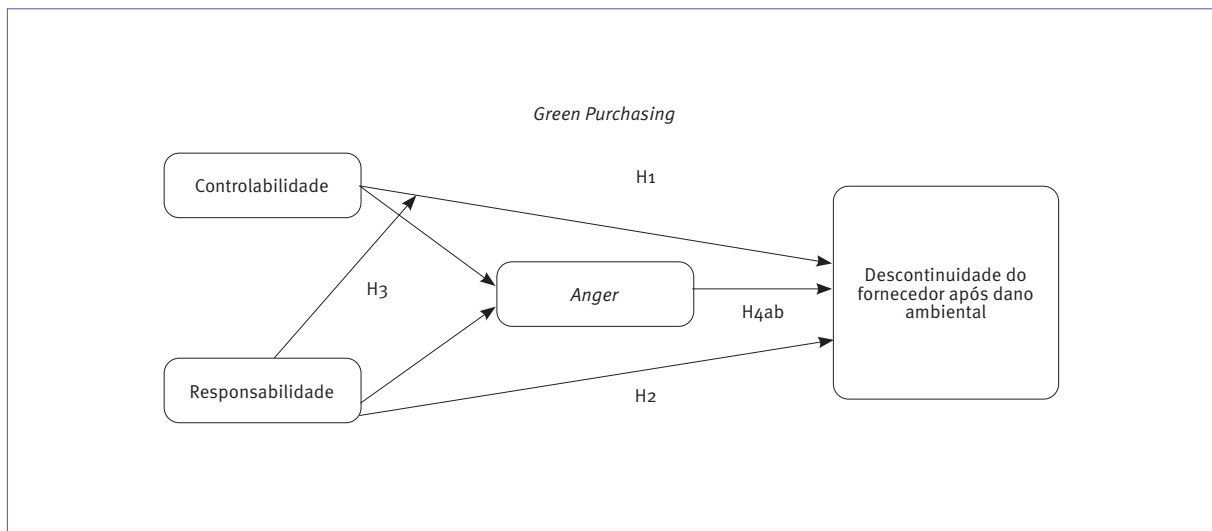 Green Purchasing
Controlabilidade
H1
H3
Anger
H4ab
Descontinuidade do
fornecedor após dano
ambiental
Responsabilidade
H2